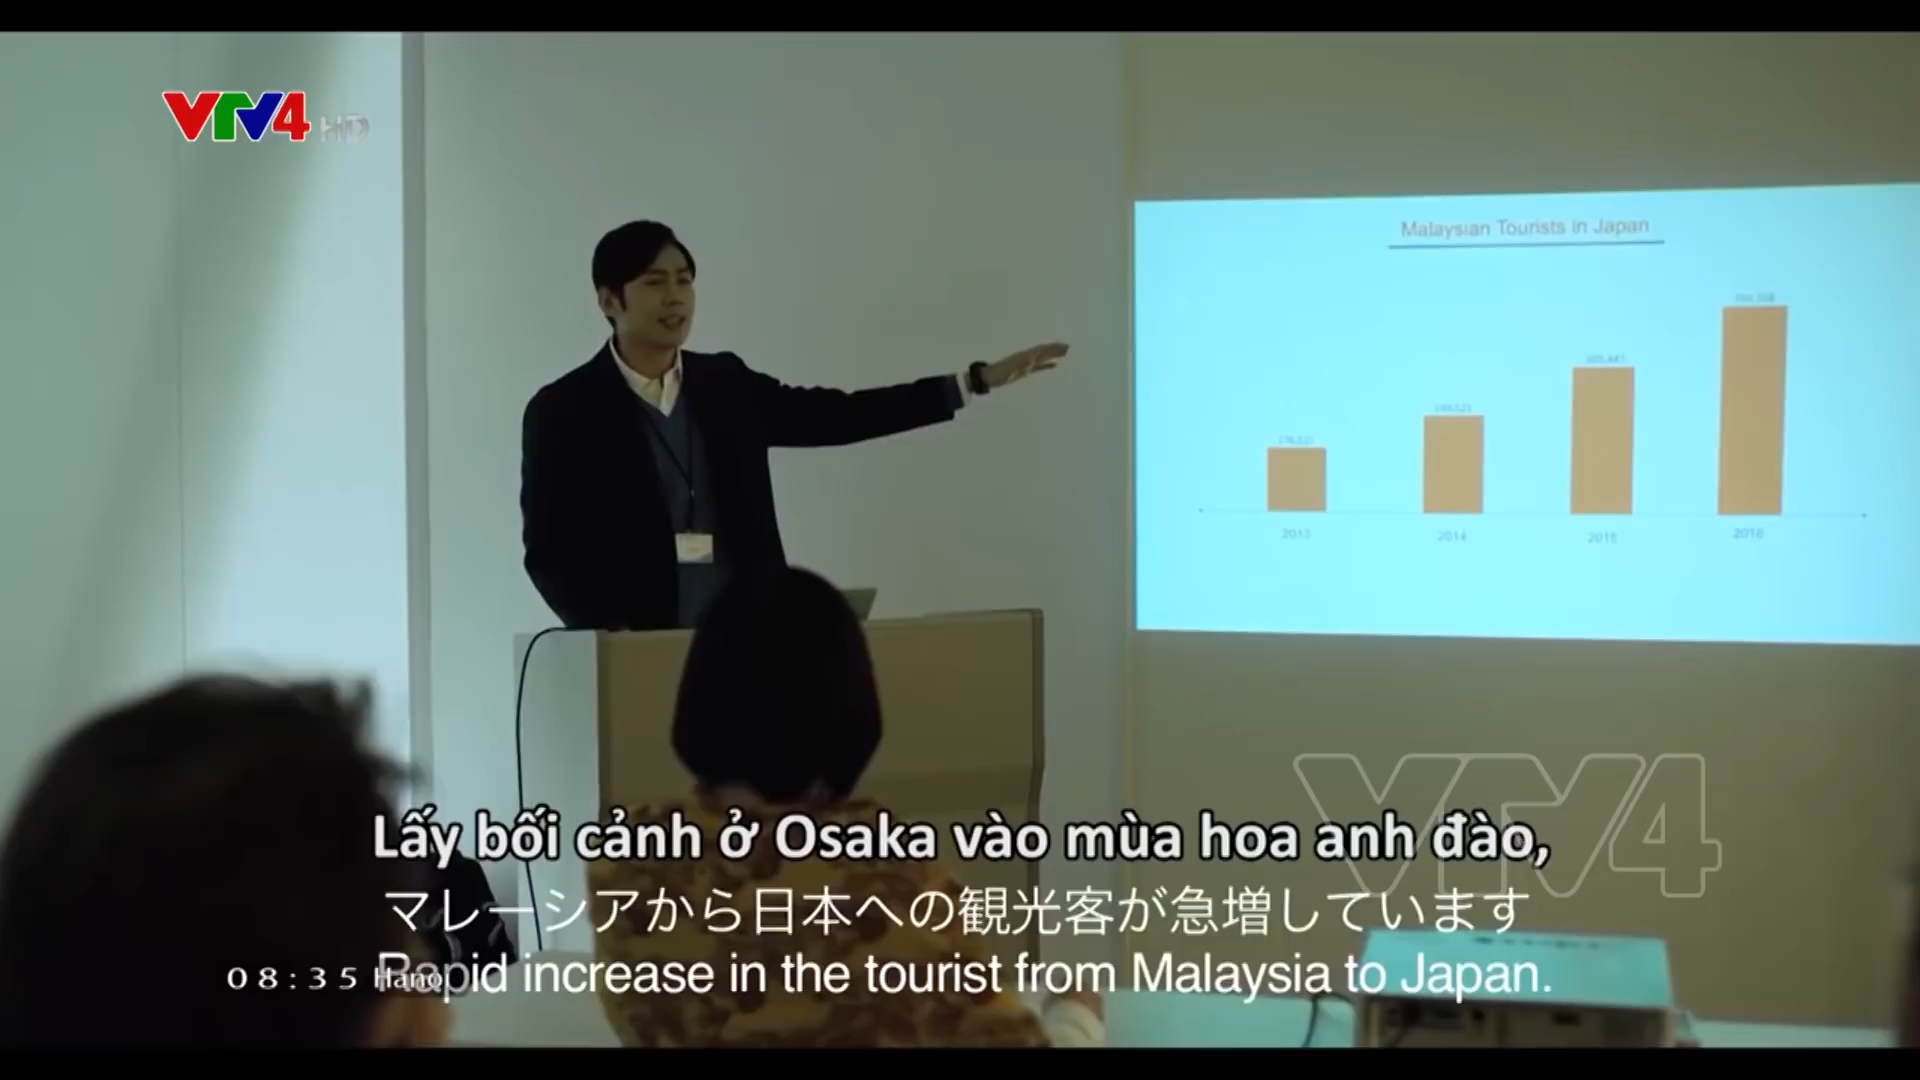 VTV4 HD
Malaysian Tourists in Japan
2013
2014
2015
2016
VTV4
Lấy bối cảnh ở Osaka vào mùa hoa anh đào,
マレーシアから日本への観光客が急増しています
Rapid increase in the tourist from Malaysia to Japan.
08:35 Hanoi